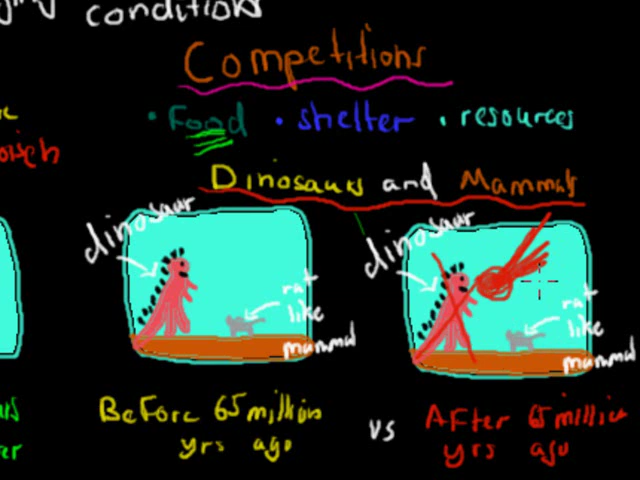 conditions
Competitions
• Food • shelter • resources
Dinosaurs and Mammals
dinosaur
rat
like
mammal
dinosaur
rat
like
mammal
Before 65 millions
yrs ago
vs
After 65 million
yrs ago